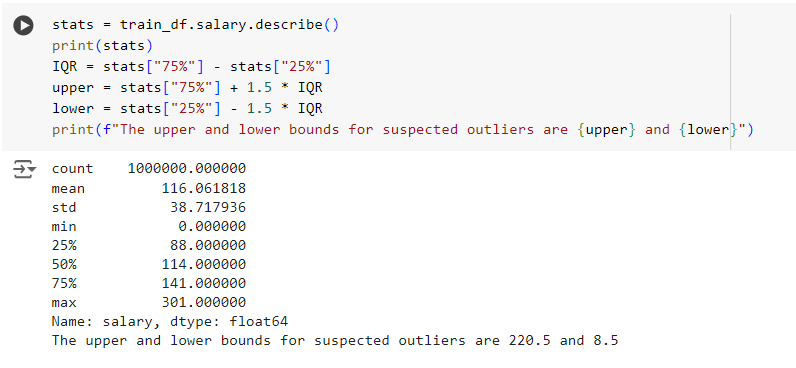 stats = train_df.salary.describe()
print(stats)
IQR = stats["75%"] - stats["25%"]
upper = stats["75%"] + 1.5 * IQR
lower = stats["25%"] - 1.5 * IQR
print(f"The upper and lower bounds for suspected outliers are {upper} and {lower}")
count    1000000.000000
mean         116.061818
std           38.717936
min            0.000000
25%           88.000000
50%          114.000000
75%          141.000000
max          301.000000
Name: salary, dtype: float64
The upper and lower bounds for suspected outliers are 220.5 and 8.5